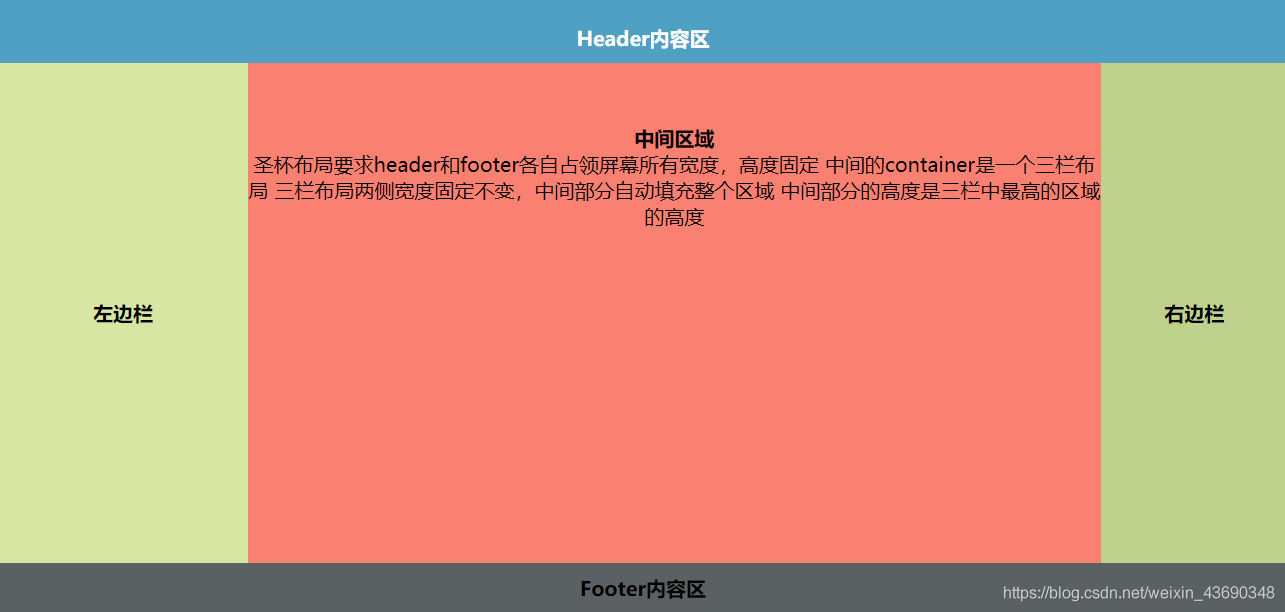 Header内容区
中间区域
圣杯布局要求header和footer各自占领屏幕所有宽度，高度固定 中间的container是一个三栏布
局 三栏布局两侧宽度固定不变，中间部分自动填充整个区域 中间部分的高度是三栏中最高的区域
的高度
左边栏
右边栏
Footer内容区
https://blog.csdn.net/weixin_43690348